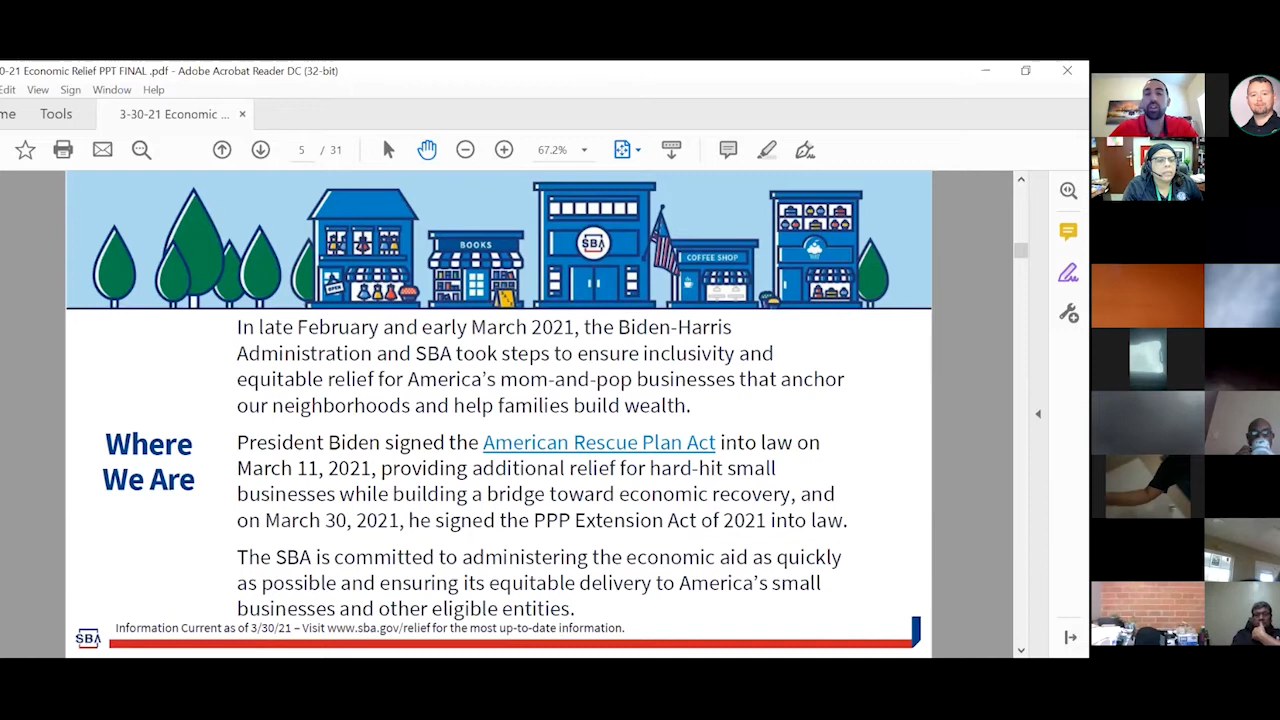 0-21 Economic Relief PPT FINAL .pdf - Adobe Acrobat Reader DC (32-bit)
Edit View Sign Window Help
me Tools 3-30-21 Economic ...
5 / 31 67.2%
BOOKS
SBA
COFFEE SHOP
OPEN
In late February and early March 2021, the Biden-Harris
Administration and SBA took steps to ensure inclusivity and
equitable relief for America's mom-and-pop businesses that anchor
our neighborhoods and help families build wealth.
Where
We Are
President Biden signed the American Rescue Plan Act into law on
March 11, 2021, providing additional relief for hard-hit small
businesses while building a bridge toward economic recovery, and
on March 30, 2021, he signed the PPP Extension Act of 2021 into law.
The SBA is committed to administering the economic aid as quickly
as possible and ensuring its equitable delivery to America's small
businesses and other eligible entities.
Information Current as of 3/30/21 – Visit www.sba.gov/relief for the most up-to-date information.
SBA